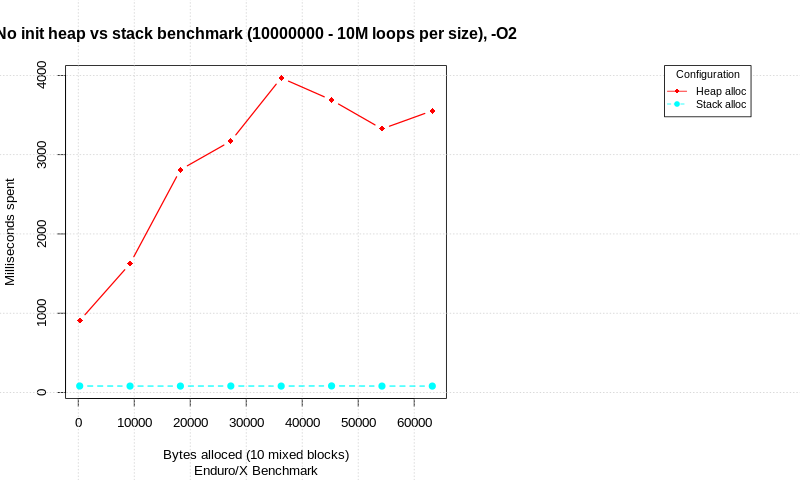 No init heap vs stack benchmark (10000000 - 10M loops per size), -O2
Configuration
Heap alloc
Stack alloc
Milliseconds spent
4000
3000
2000
1000
0
0 10000 20000 30000 40000 50000 60000
Bytes alloced (10 mixed blocks)
Enduro/X Benchmark